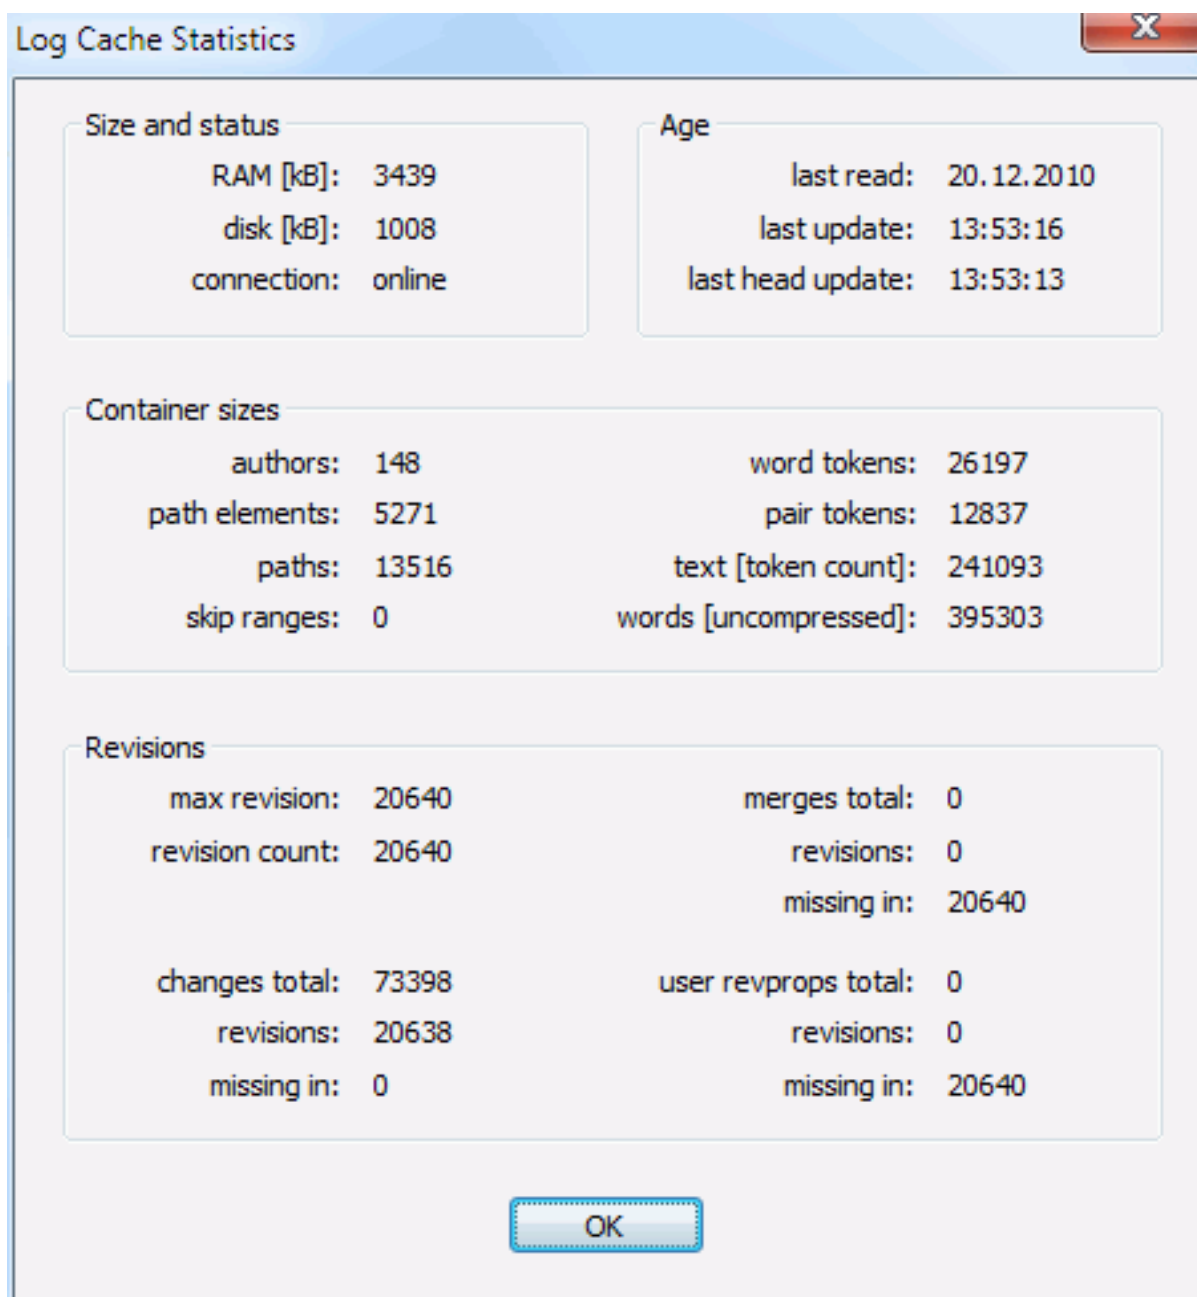 Log Cache Statistics
X
Size and status
RAM [kB]: 3439
disk [kB]: 1008
connection: online
Age
last read: 20.12.2010
last update: 13:53:16
last head update: 13:53:13
Container sizes
authors: 148
path elements: 5271
paths: 13516
skip ranges: 0
word tokens: 26197
pair tokens: 12837
text [token count]: 241093
words [uncompressed]: 395303
Revisions
max revision: 20640
revision count: 20640
merges total: 0
revisions: 0
missing in: 20640
changes total: 73398
revisions: 20638
missing in: 0
user revprops total: 0
revisions: 0
missing in: 20640
OK